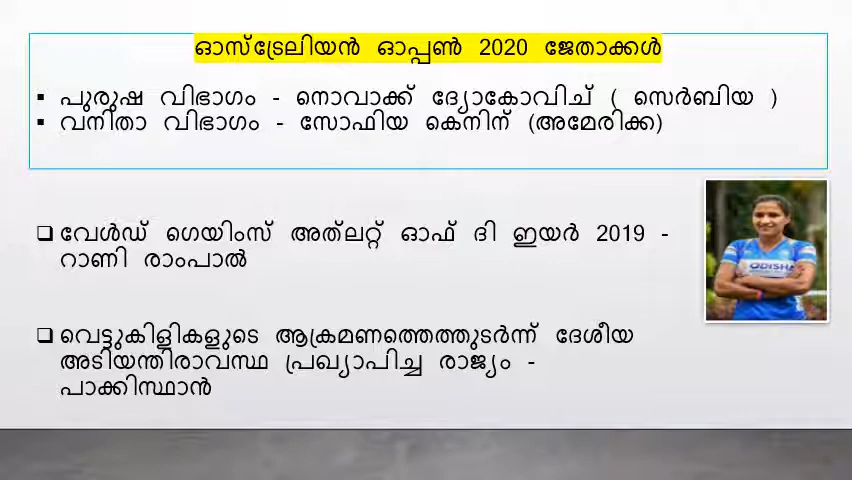 ഓസ്ട്രേലിയൻ ഓപ്പൺ 2020 ജേതാക്കൾ
▪ പുരുഷ വിഭാഗം - നൊവാക്ക് ദ്യോകോവിച് ( സെർബിയ )
▪ വനിതാ വിഭാഗം - സോഫിയ കെനിന് (അമേരിക്ക)
❑ വേൾഡ് ഗെയിംസ് അത്‌ലറ്റ് ഓഫ് ദി ഇയർ 2019 -
റാണി രാംപാൽ
ODISHA
❑ വെട്ടുകിളികളുടെ ആക്രമണത്തെത്തുടർന്ന് ദേശീയ
അടിയന്തിരാവസ്ഥ പ്രഖ്യാപിച്ച രാജ്യം -
പാക്കിസ്ഥാൻ